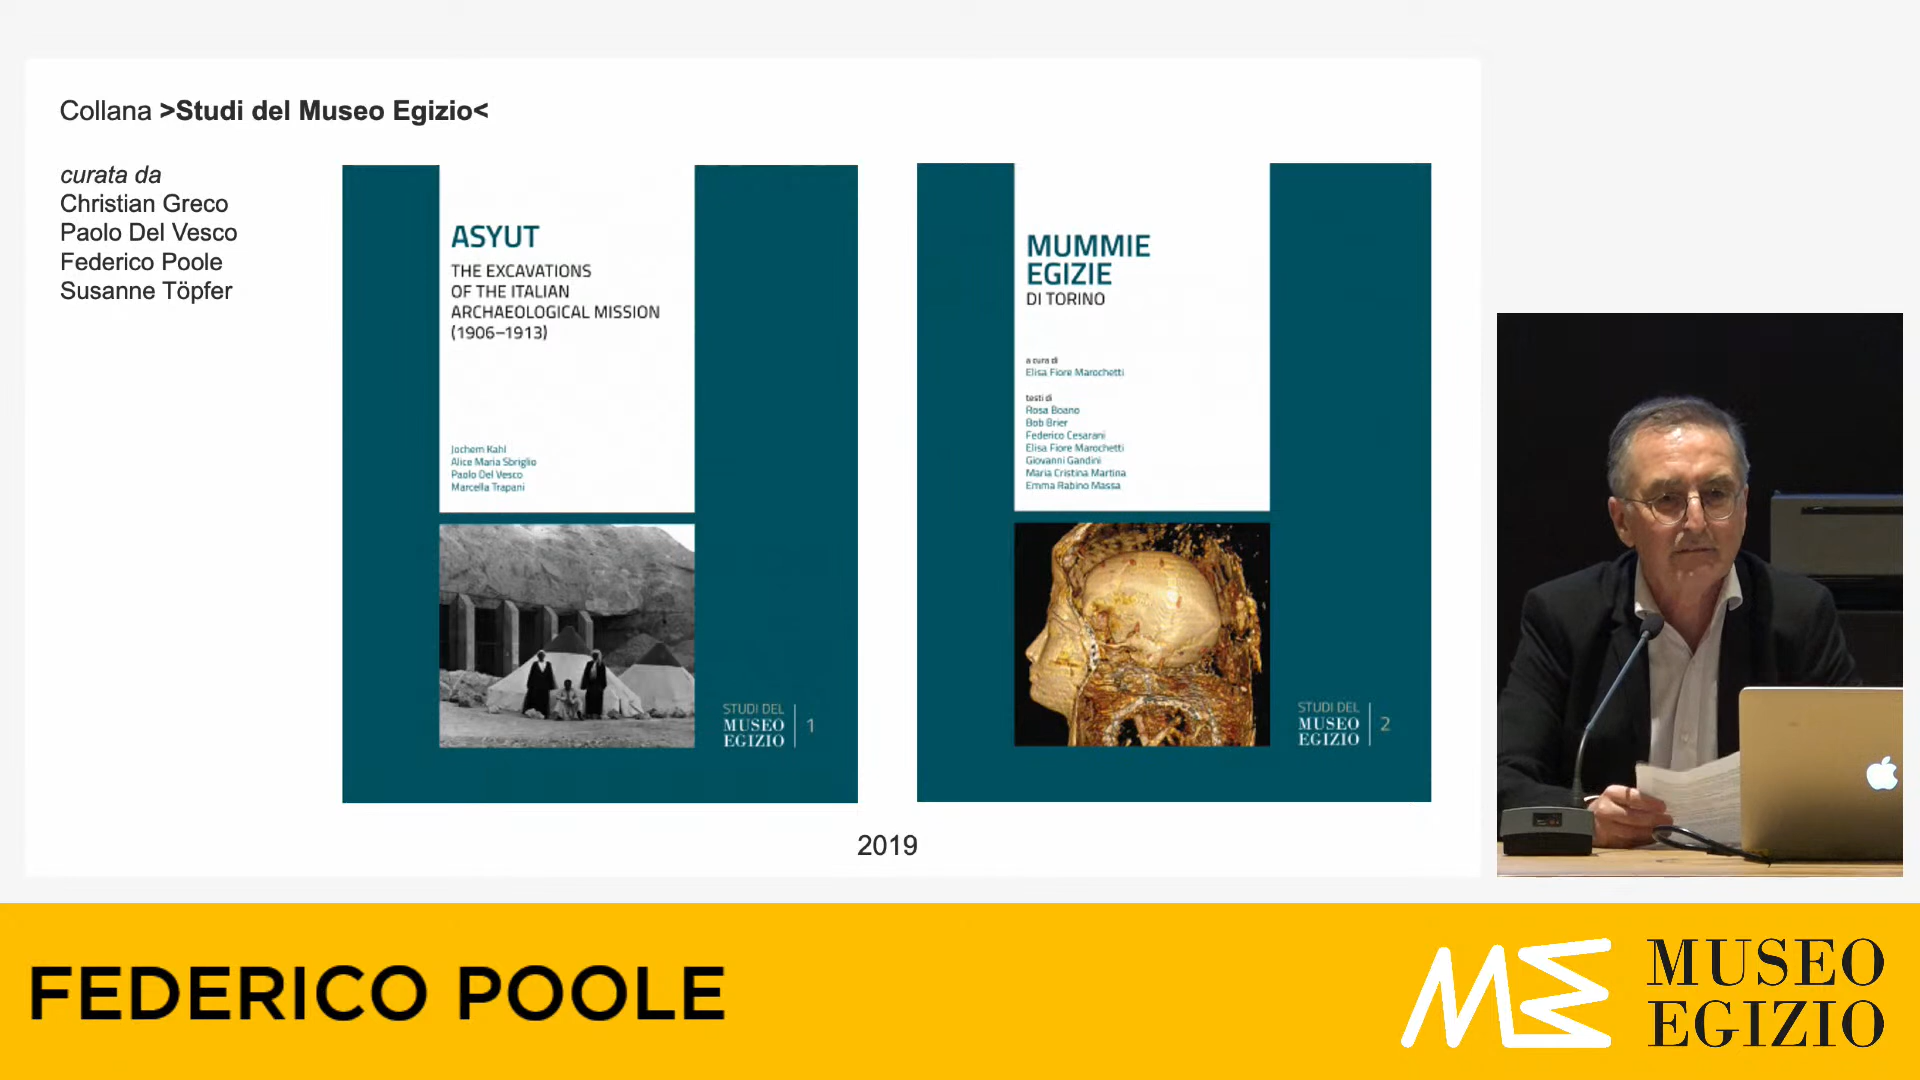 Collana >Studi del Museo Egizio<
curata da
Christian Greco
Paolo Del Vesco
Federico Poole
Susanne Töpfer
ASYUT
THE EXCAVATIONS
OF THE ITALIAN
ARCHAEOLOGICAL MISSION
(1906–1913)
Jochem Kahl
Alice Maria Sbriglio
Paolo Del Vesco
Marcella Trapani
STUDI DEL
MUSEO
EGIZIO
1
MUMMIE
EGIZIE
DI TORINO
a cura di
Elisa Fiore Marochetti
testi di
Rosa Boano
Bob Brier
Federico Cesarani
Elisa Fiore Marochetti
Giovanni Gandini
Maria Cristina Martina
Emma Rabino Massa
STUDI DEL
MUSEO
EGIZIO
2
2019
FEDERICO POOLE
ME
MUSEO
EGIZIO